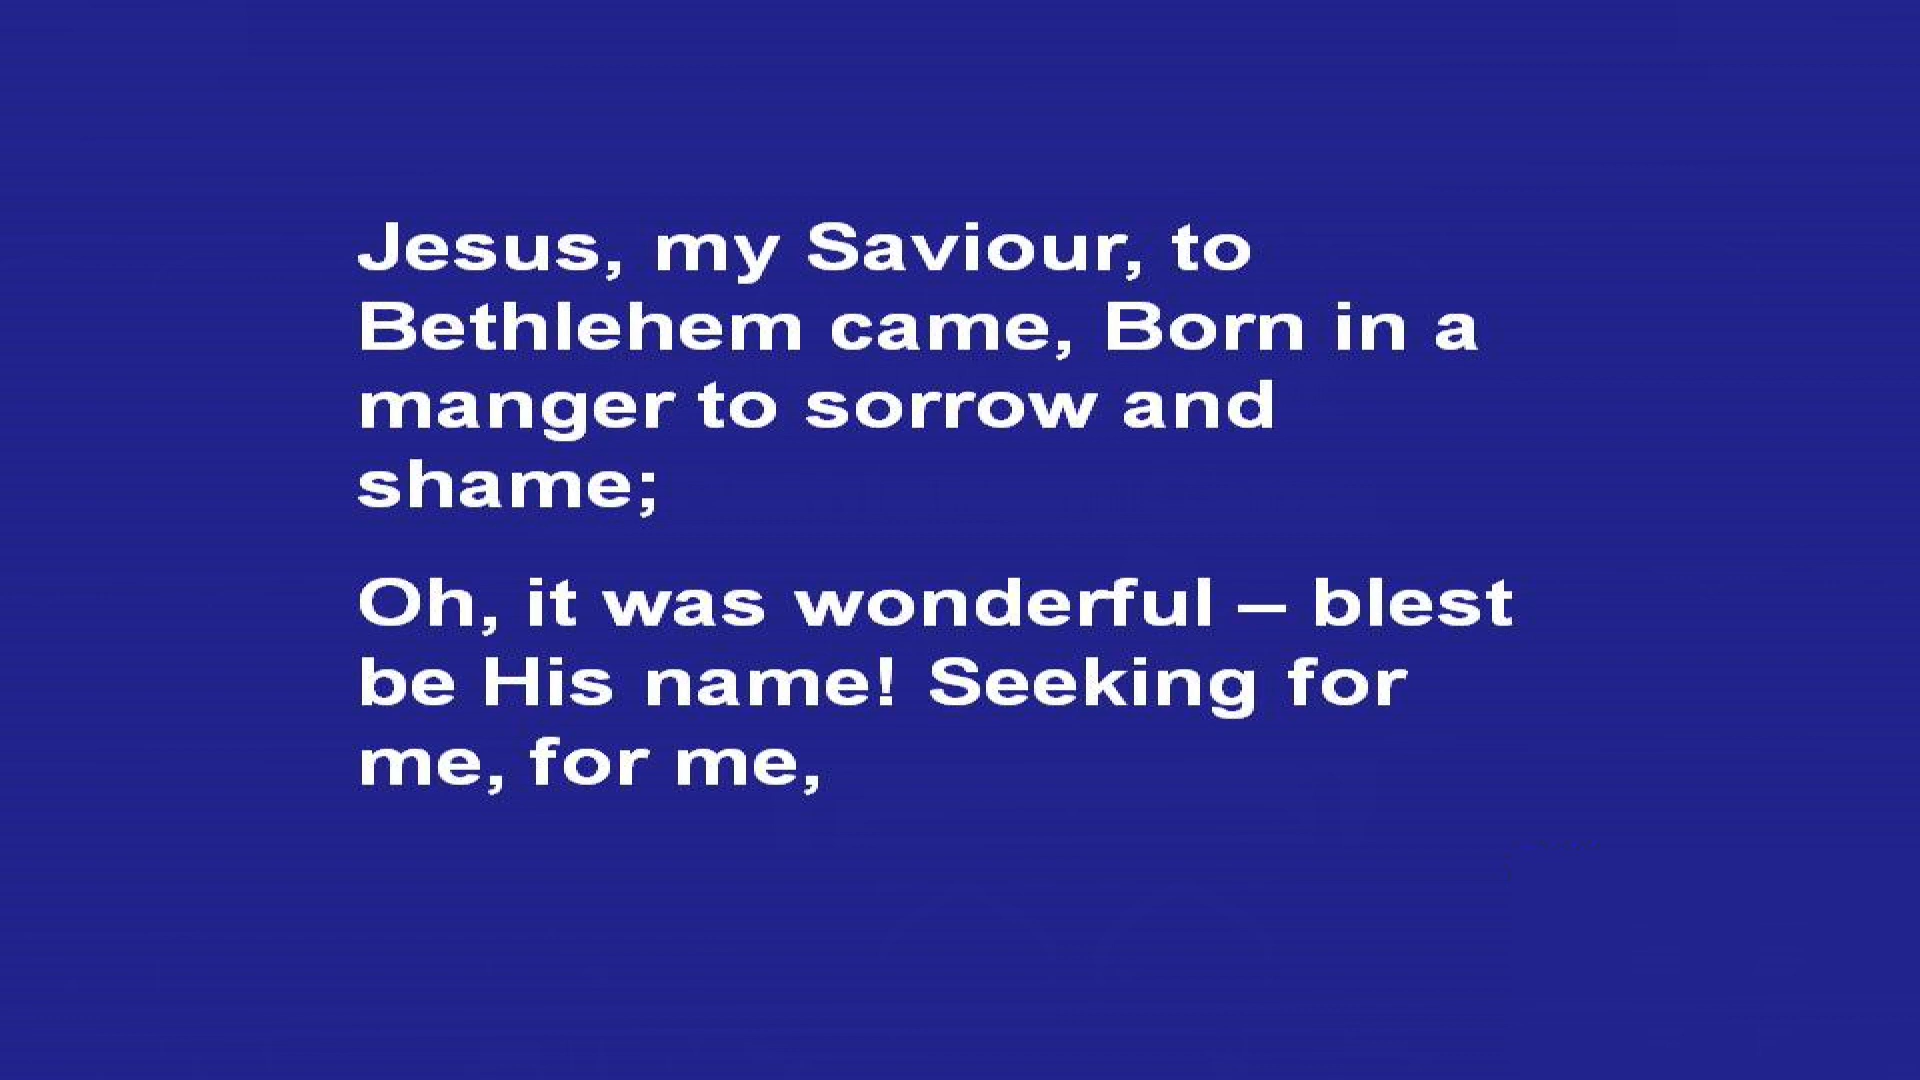 Jesus, my Saviour, to
Bethlehem came, Born in a
manger to sorrow and
shame;
Oh, it was wonderful – blest
be His name! Seeking for
me, for me,